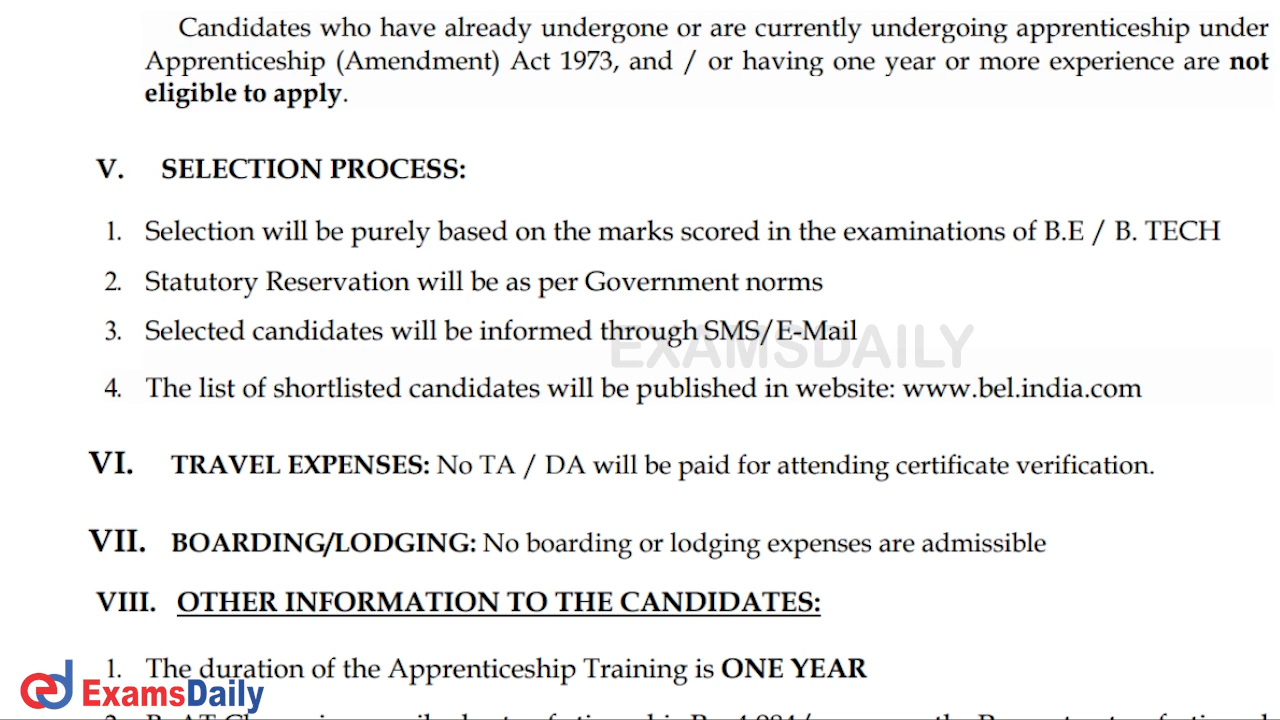 Candidates who have already undergone or are currently undergoing apprenticeship under
Apprenticeship (Amendment) Act 1973, and / or having one year or more experience are not
eligible to apply.
V. SELECTION PROCESS:
1. Selection will be purely based on the marks scored in the examinations of B.E / B. TECH
2. Statutory Reservation will be as per Government norms
3. Selected candidates will be informed through SMS/E-Mail
EXAMSDAILY
4. The list of shortlisted candidates will be published in website: www.bel.india.com
VI. TRAVEL EXPENSES: No TA / DA will be paid for attending certificate verification.
VII. BOARDING/LODGING: No boarding or lodging expenses are admissible
VIII. OTHER INFORMATION TO THE CANDIDATES:
1. The duration of the Apprenticeship Training is ONE YEAR
ExamsDaily